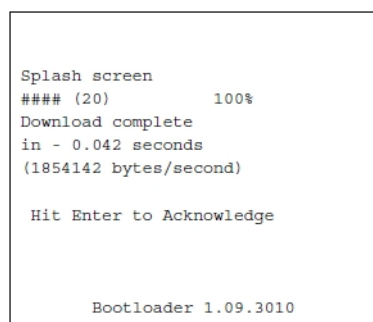 Splash screen
#### (20) 100%
Download complete
in - 0.042 seconds
(1854142 bytes/second)
Hit Enter to Acknowledge
Bootloader 1.09.3010